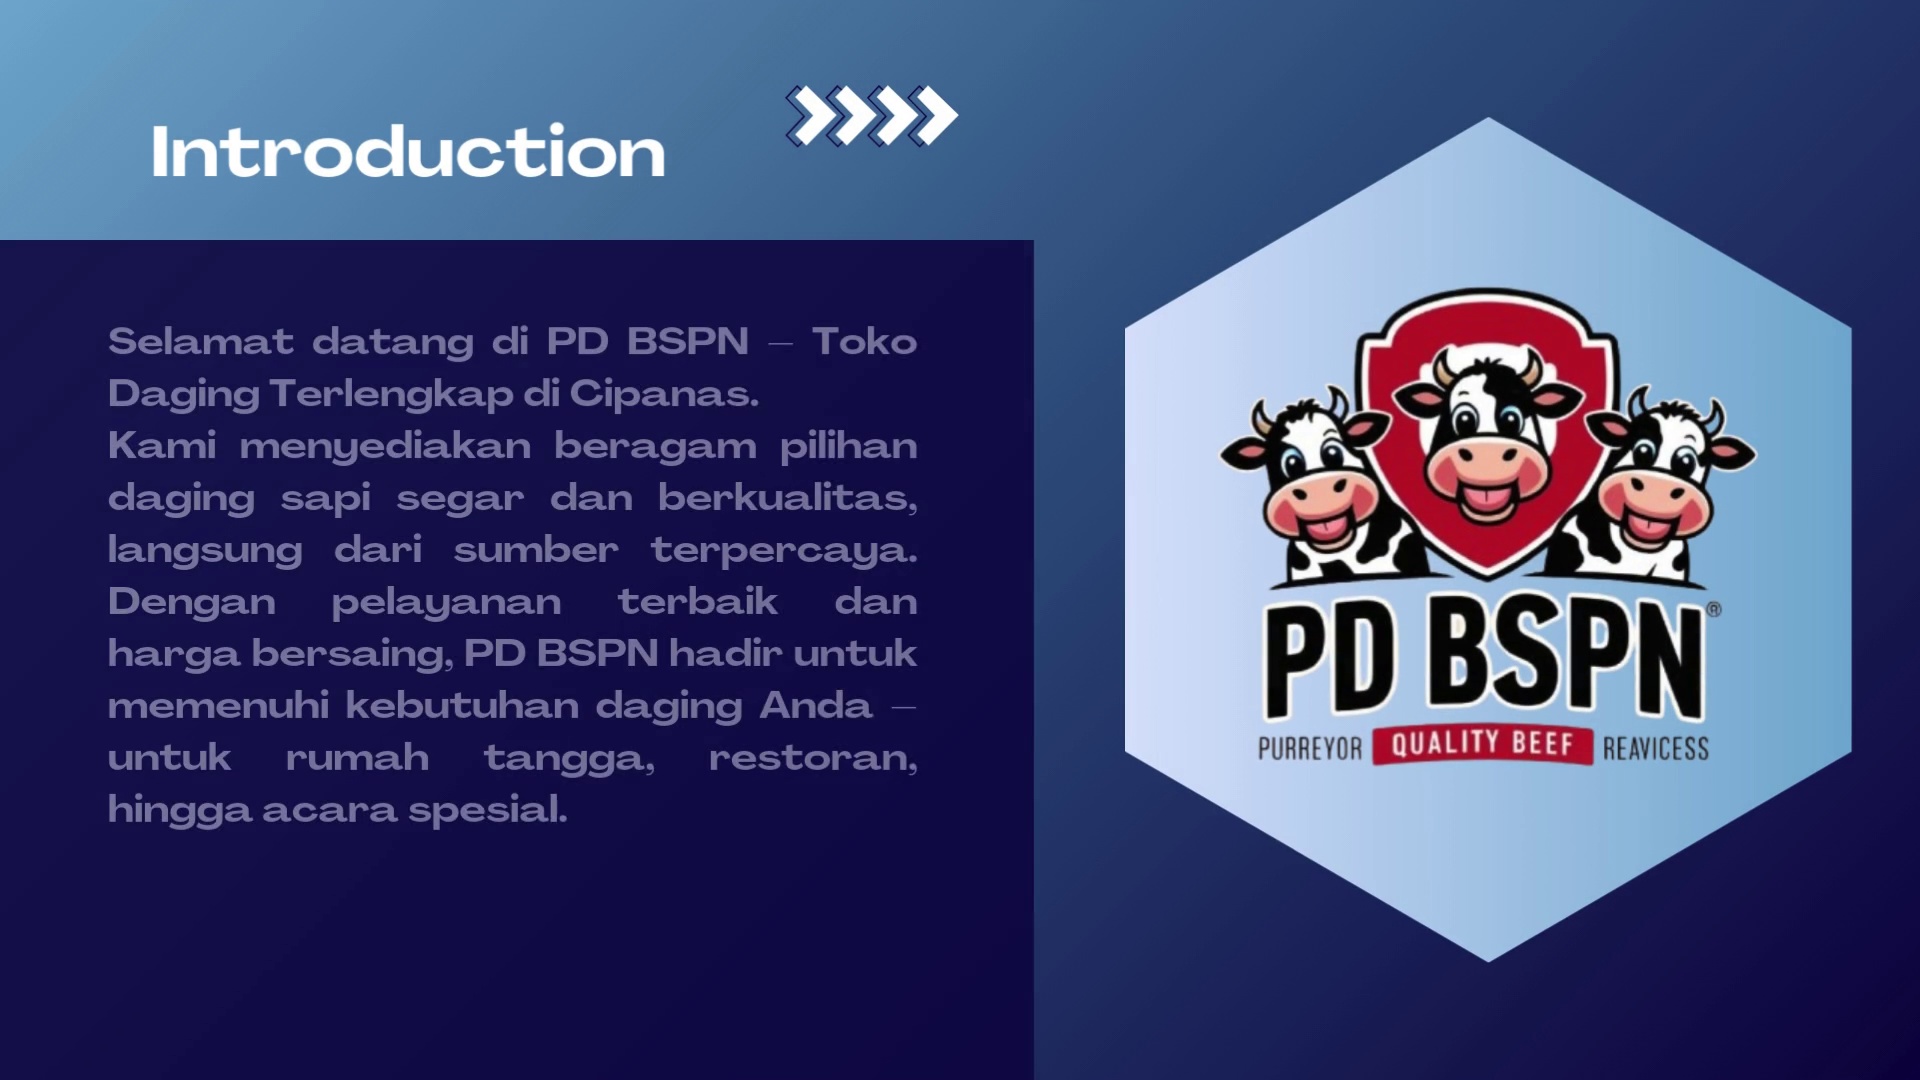 Introduction
Selamat datang di PD BSPN – Toko
Daging Terlengkap di Cipanas.
Kami menyediakan beragam pilihan
daging sapi segar dan berkualitas,
langsung dari sumber terpercaya.
Dengan pelayanan terbaik dan
harga bersaing, PD BSPN hadir untuk
memenuhi kebutuhan daging Anda –
untuk rumah tangga, restoran,
hingga acara spesial.
PD BSPN®
PURREYOR QUALITY BEEF REAVICESS